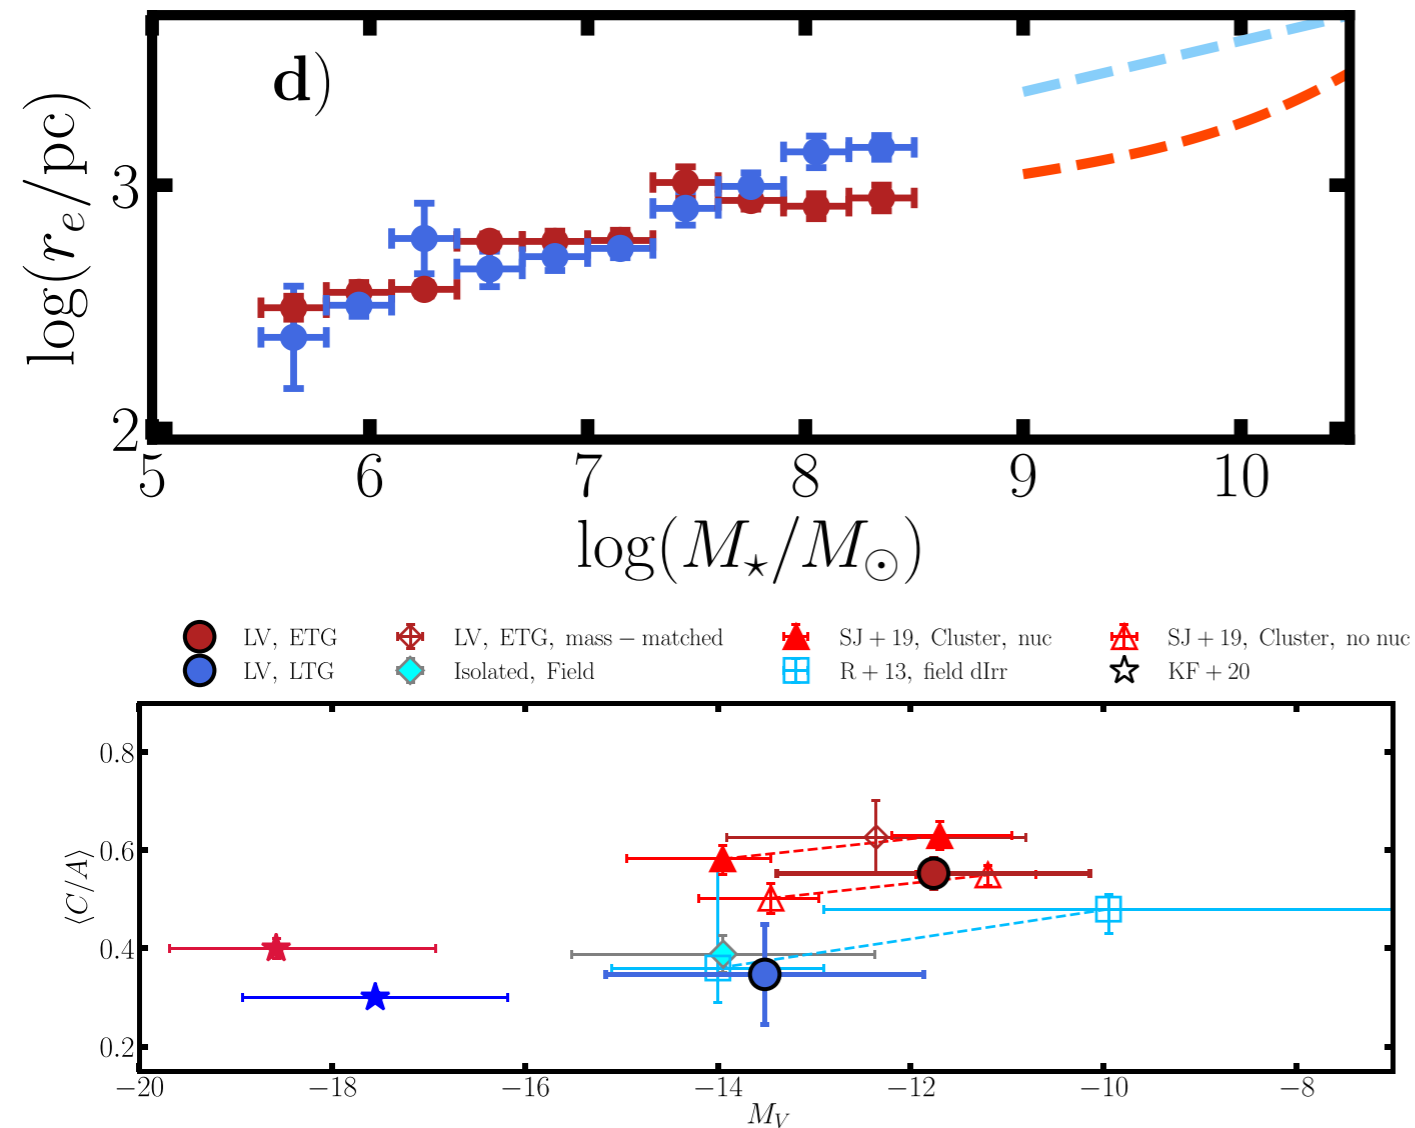 d)
log(r_e/pc)
3
2
5 6 7 8 9 10
log(M⋆/M⊙)
LV, ETG LV, ETG, mass − matched SJ + 19, Cluster, nuc SJ + 19, Cluster, no nuc
LV, LTG Isolated, Field R + 13, field dIrr KF + 20
⟨C/A⟩
0.8
0.6
0.4
0.2
−20 −18 −16 −14 −12 −10 −8
M_V